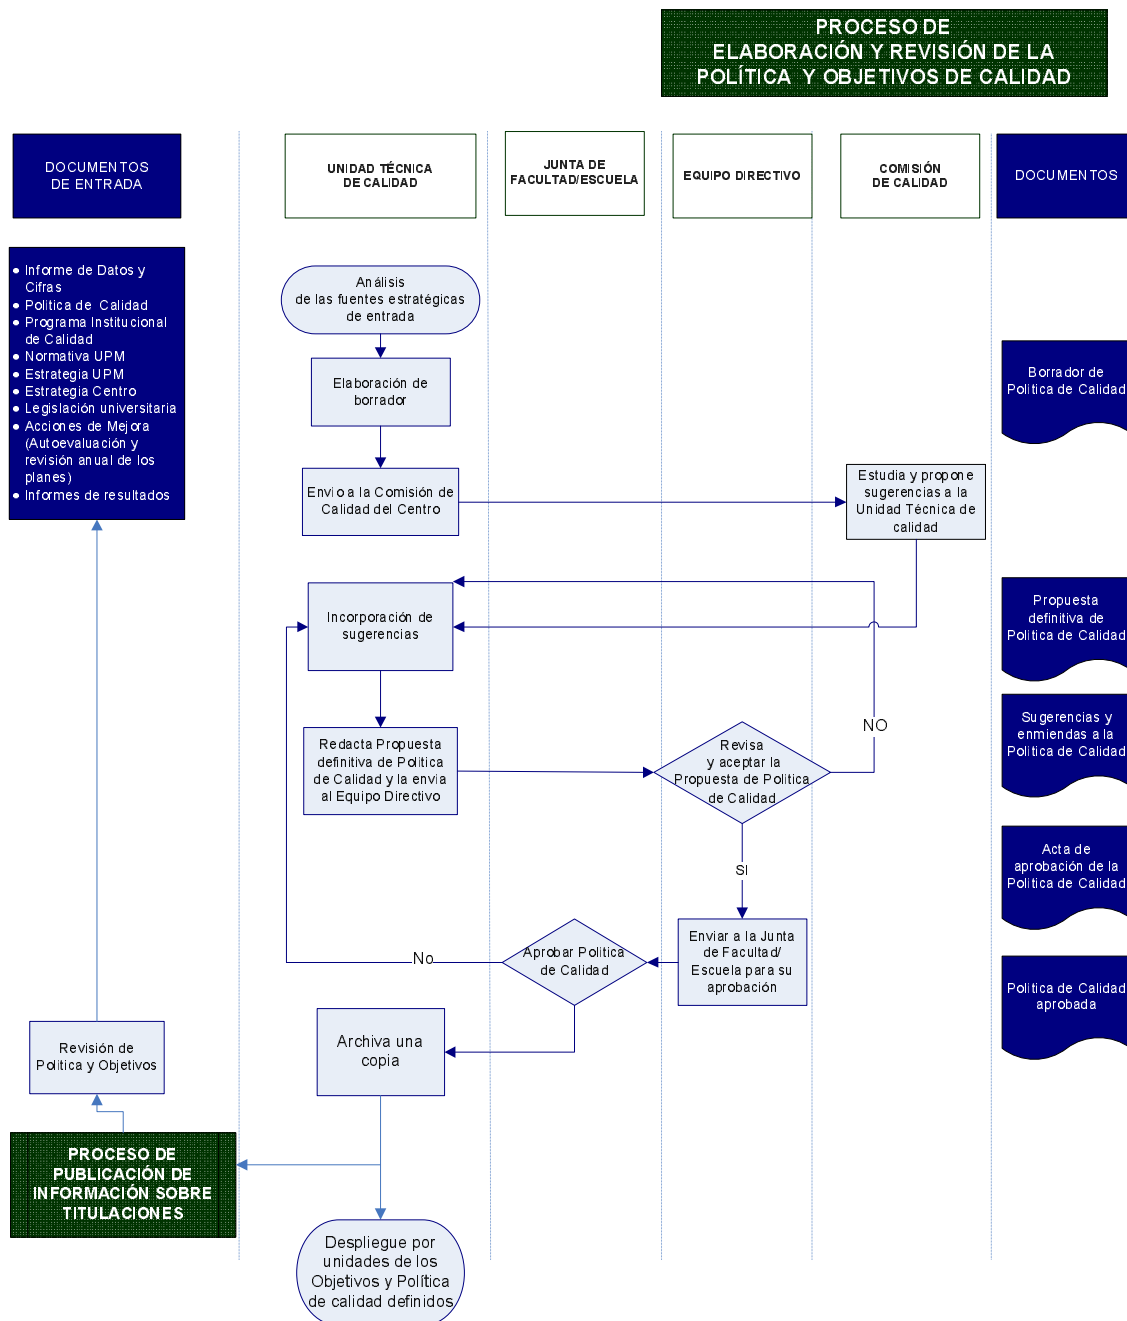 PROCESO DE
ELABORACIÓN Y REVISIÓN DE LA
POLÍTICA Y OBJETIVOS DE CALIDAD
DOCUMENTOS
DE ENTRADA
UNIDAD TÉCNICA
DE CALIDAD
JUNTA DE
FACULTAD/ESCUELA
EQUIPO DIRECTIVO
COMISIÓN
DE CALIDAD
DOCUMENTOS
● Informe de Datos y
Cifras
● Politica de Calidad
● Programa Institucional
de Calidad
● Normativa UPM
● Estrategia UPM
● Estrategia Centro
● Legislación universitaria
● Acciones de Mejora
(Autoevaluación y
revisión anual de los
planes)
● Informes de resultados
Análisis
de las fuentes estratégicas
de entrada
Elaboración de
borrador
Borrador de
Politica de Calidad
Envio a la Comisión de
Calidad del Centro
Estudia y propone
sugerencias a la
Unidad Técnica de
calidad
Incorporación de
sugerencias
Propuesta
definitiva de
Politica de Calidad
Redacta Propuesta
definitiva de Politica
de Calidad y la envia
al Equipo Directivo
Revisa
y aceptar la
Propuesta de Politica
de Calidad
NO
Sugerencias y
enmiendas a la
Politica de Calidad
SI
Acta de
aprobación de la
Politica de Calidad
Enviar a la Junta
de Facultad/
Escuela para su
aprobación
Aprobar Politica
de Calidad
No
Politica de Calidad
aprobada
Archiva una
copia
Revisión de
Politica y Objetivos
PROCESO DE
PUBLICACIÓN DE
INFORMACIÓN SOBRE
TITULACIONES
Despliegue por
unidades de los
Objetivos y Política
de calidad definidos